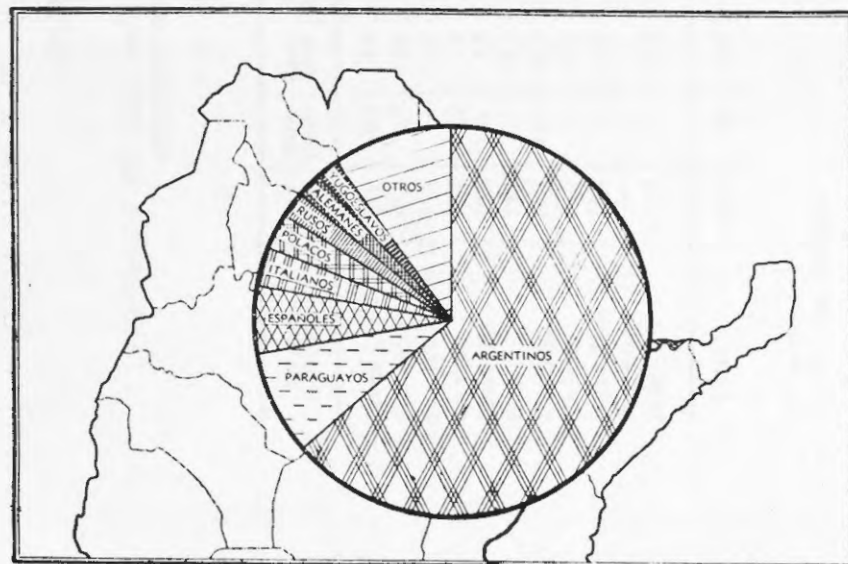 OTROS
YUGOESLAVOS
ALEMANES
RUSOS
POLACOS
ITALIANOS
ESPAÑOLES
PARAGUAYOS
ARGENTINOS